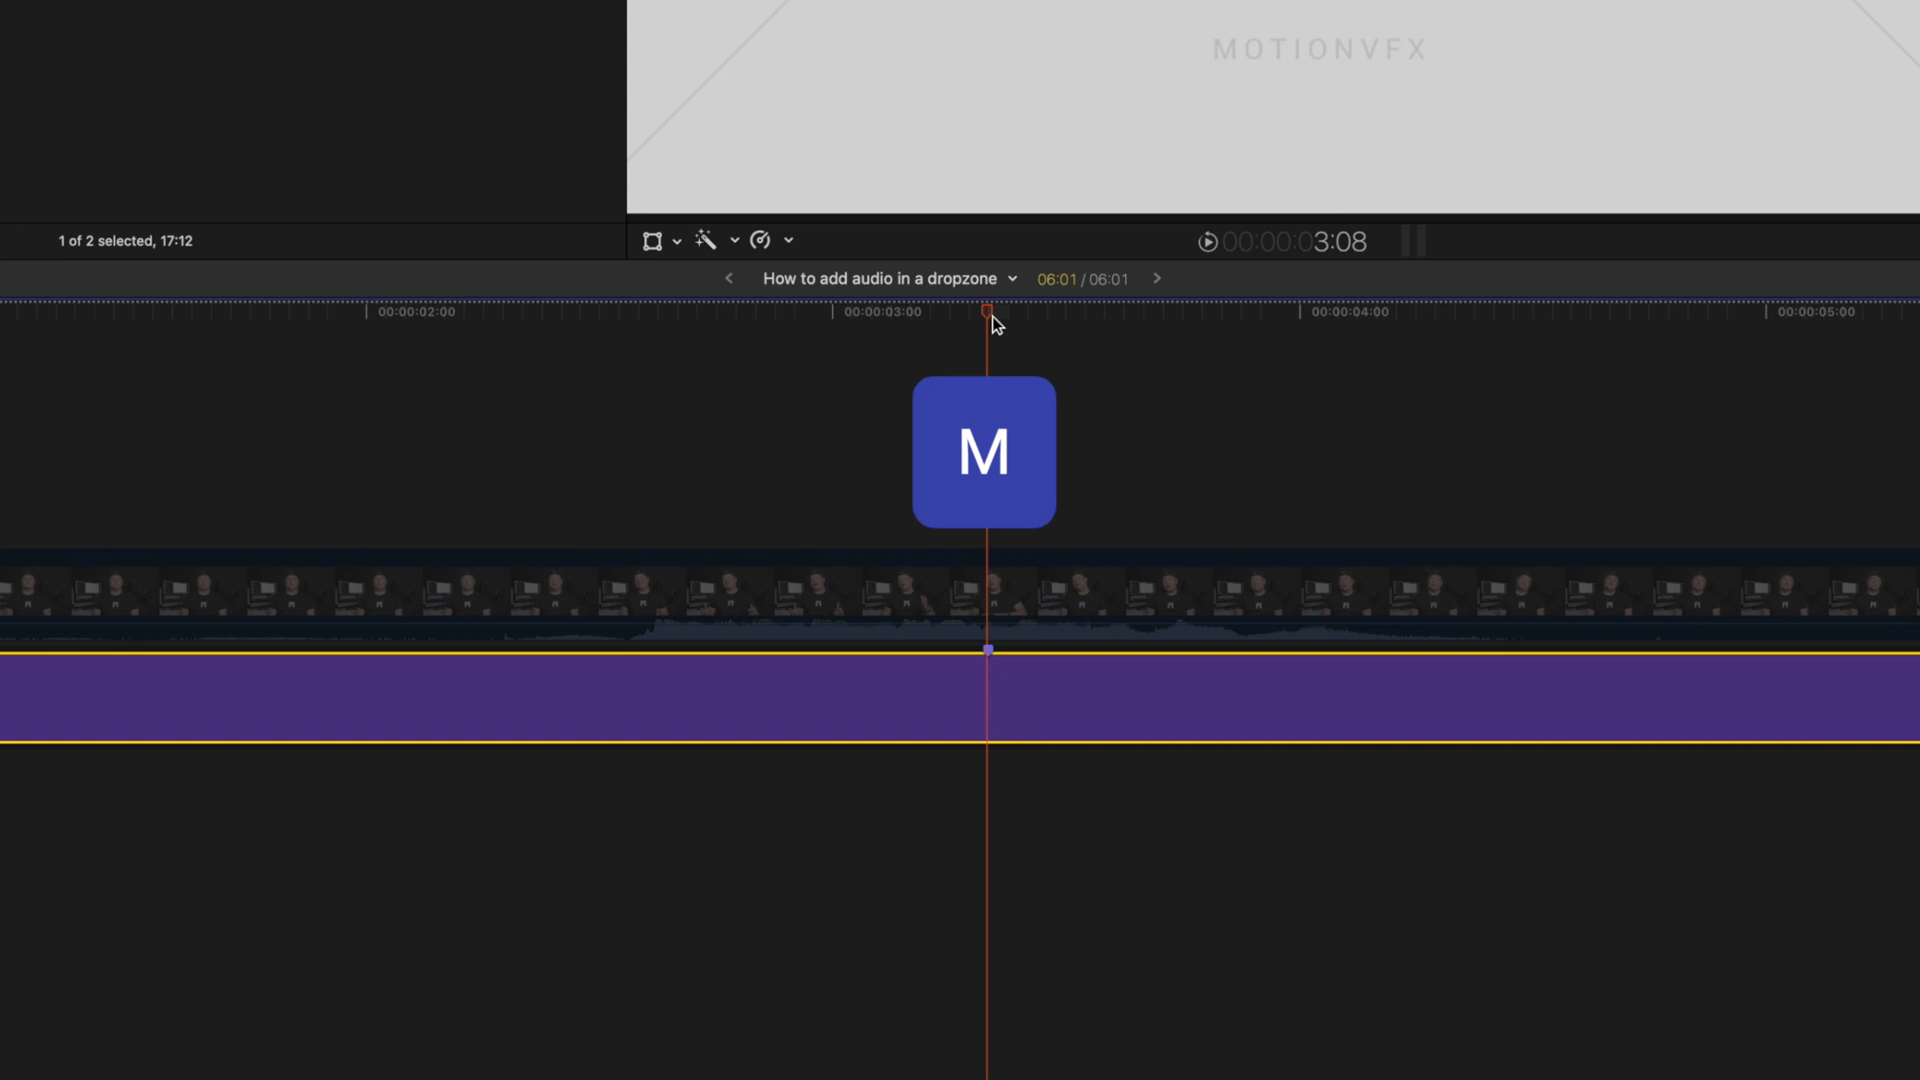 MOTIONVFX
1 of 2 selected, 17:12
00:00:03:08
How to add audio in a dropzone
06:01 / 06:01
00:00:02:00
00:00:03:00
00:00:04:00
00:00:05:00
M